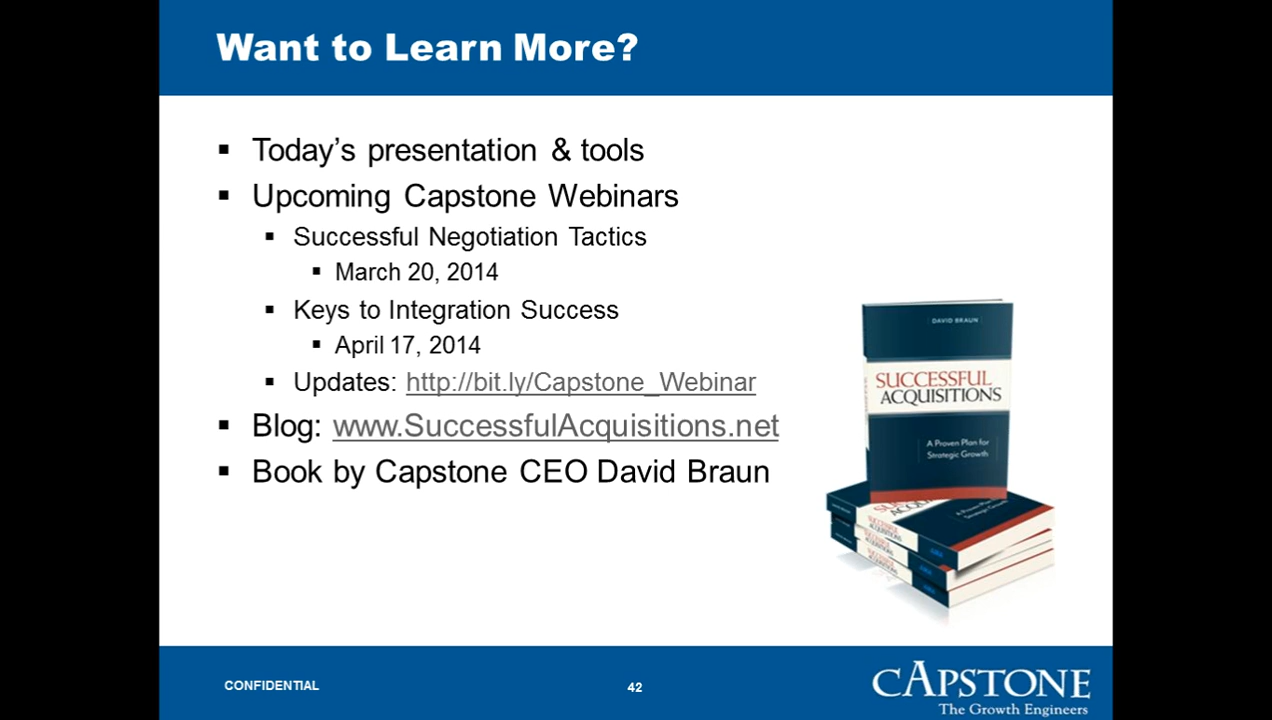 Want to Learn More?
Today's presentation & tools
Upcoming Capstone Webinars
Successful Negotiation Tactics
March 20, 2014
Keys to Integration Success
April 17, 2014
Updates: http://bit.ly/Capstone_Webinar
Blog: www.SuccessfulAcquisitions.net
Book by Capstone CEO David Braun
DAVID BRAUN
SUCCESSFUL
ACQUISITIONS
A Proven Plan for
Strategic Growth
CONFIDENTIAL
42
CAPSTONE
The Growth Engineers